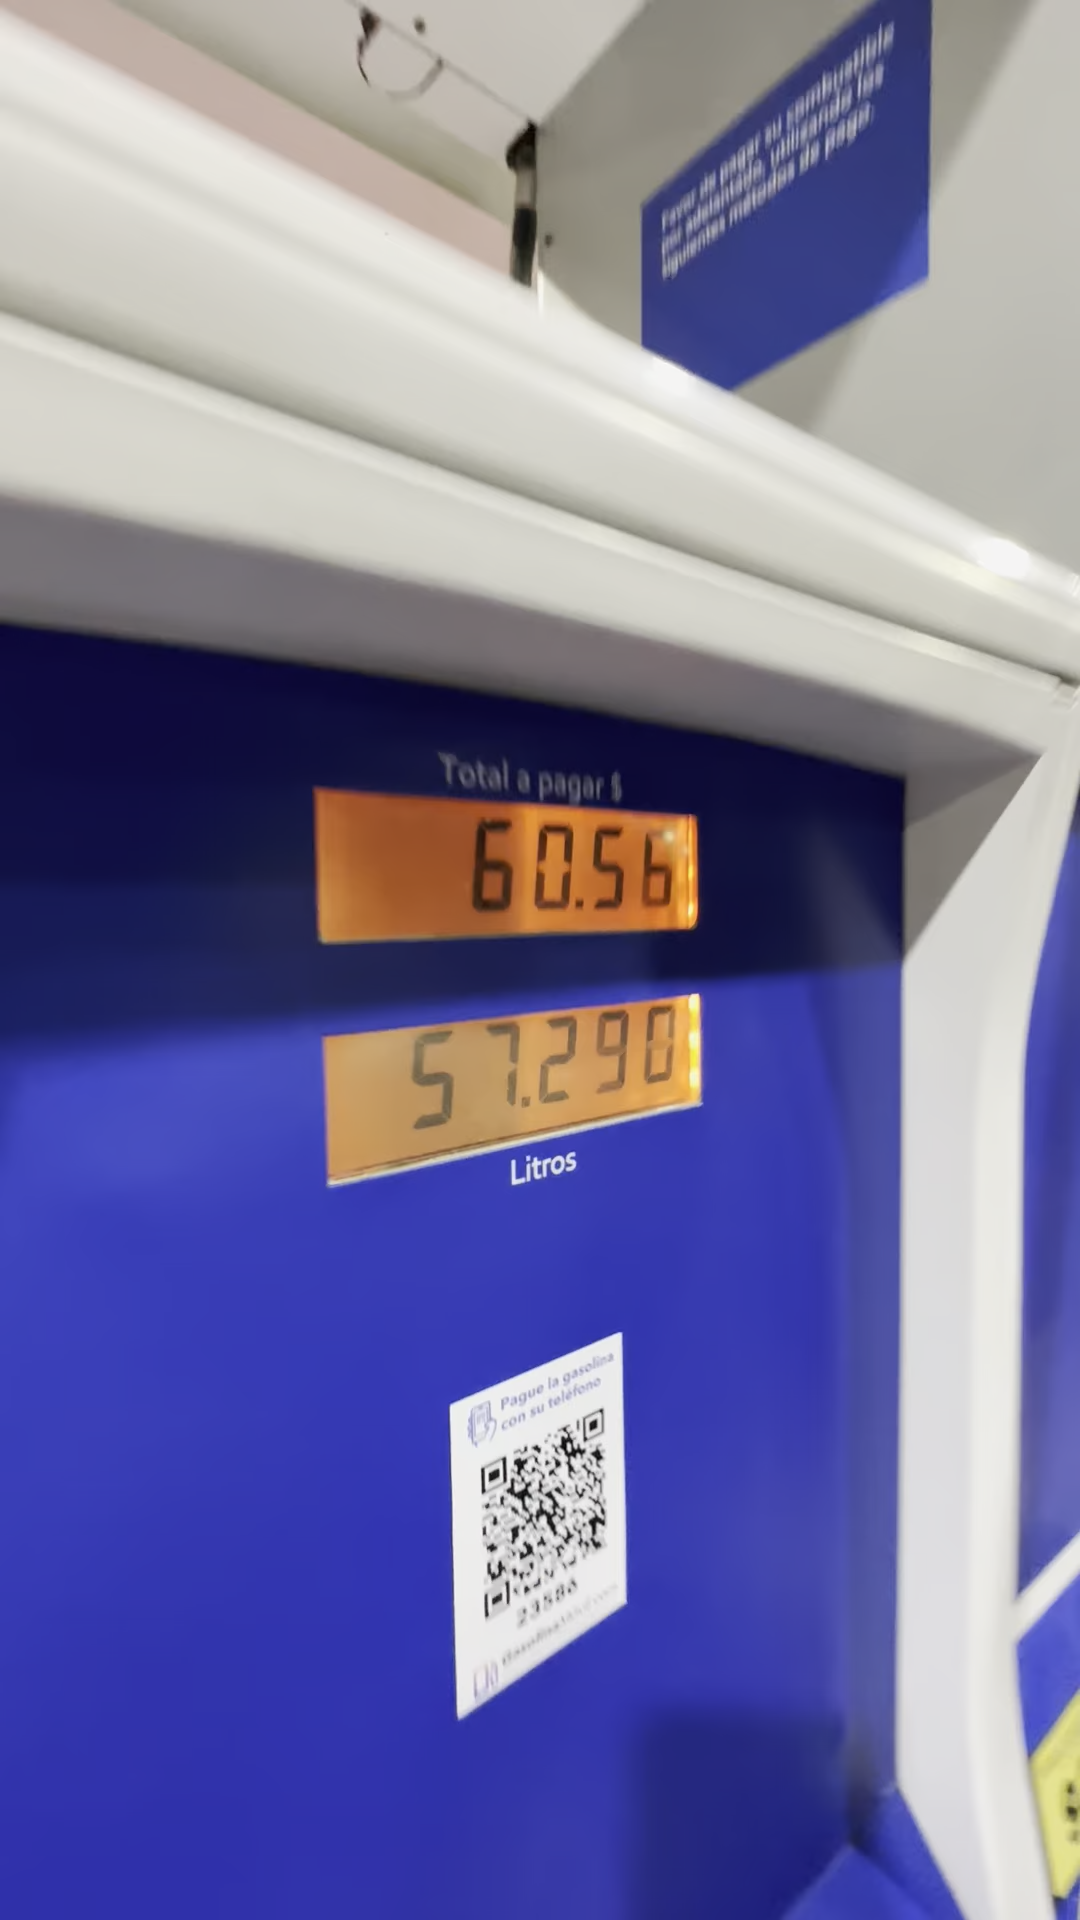 Favor de pagar su combustible
por adelantado, utilizando los
siguientes métodos de pago.
Total a pagar $
60.56
57.290
Litros
Pague la gasolina
con su teléfono
23586